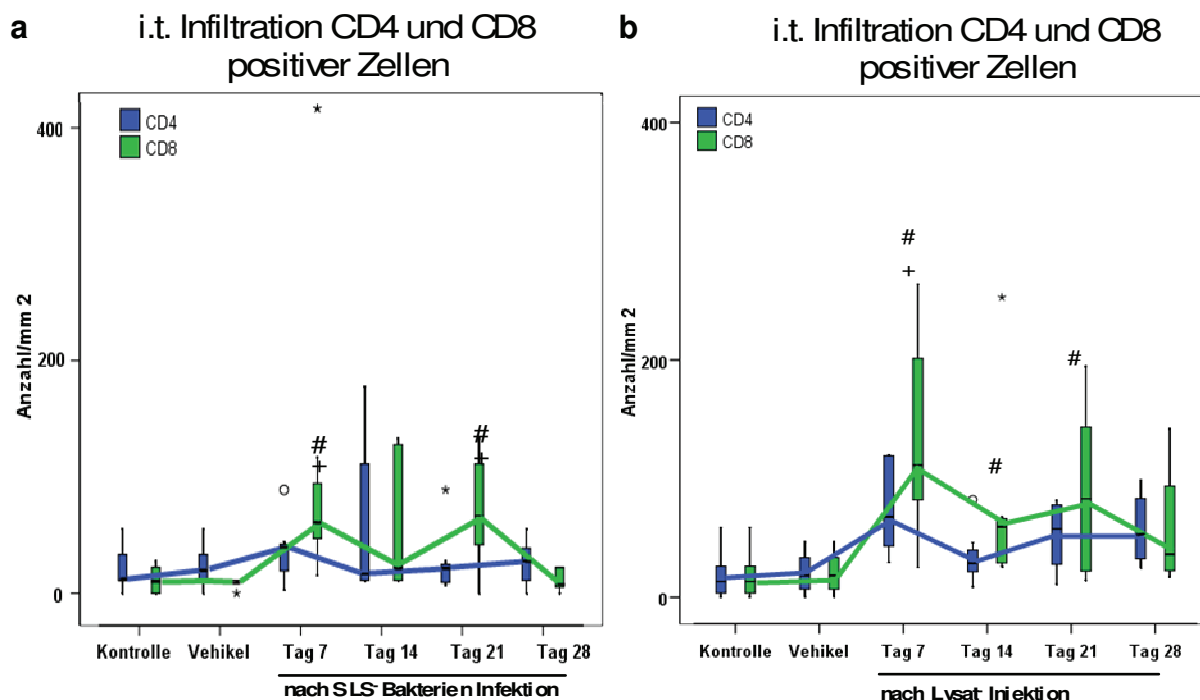 a
i.t. Infiltration CD4 und CD8
positiver Zellen
CD4
CD8
Anzahl/mm 2
400
200
0
*
o
#
+
*
#
+
*
*
Kontrolle Vehikel Tag 7 Tag 14 Tag 21 Tag 28
nach SLS- Bakterien Infektion
b
i.t. Infiltration CD4 und CD8
positiver Zellen
CD4
CD8
Anzahl/mm 2
400
200
0
#
+
*
#
o
#
Kontrolle Vehikel Tag 7 Tag 14 Tag 21 Tag 28
nach Lysat- Injektion